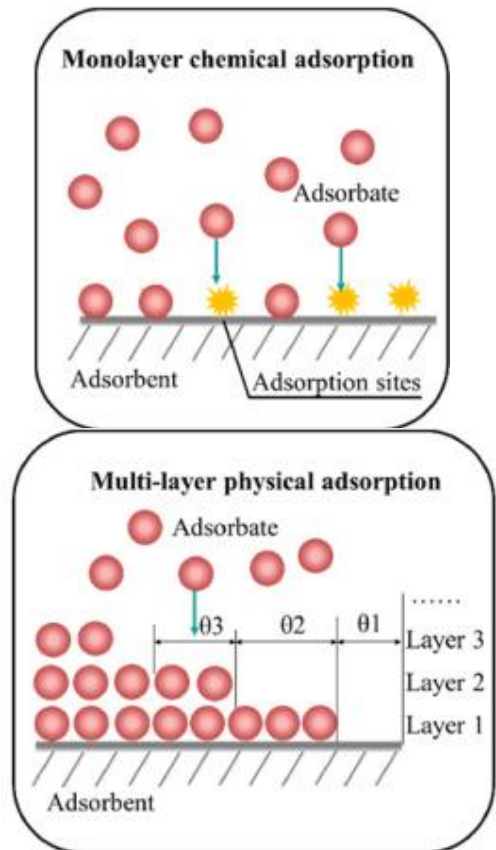 Monolayer chemical adsorption
Adsorbate
Adsorbent
Adsorption sites
Multi-layer physical adsorption
Adsorbate
......
θ3
θ2
θ1
Layer 3
Layer 2
Layer 1
Adsorbent